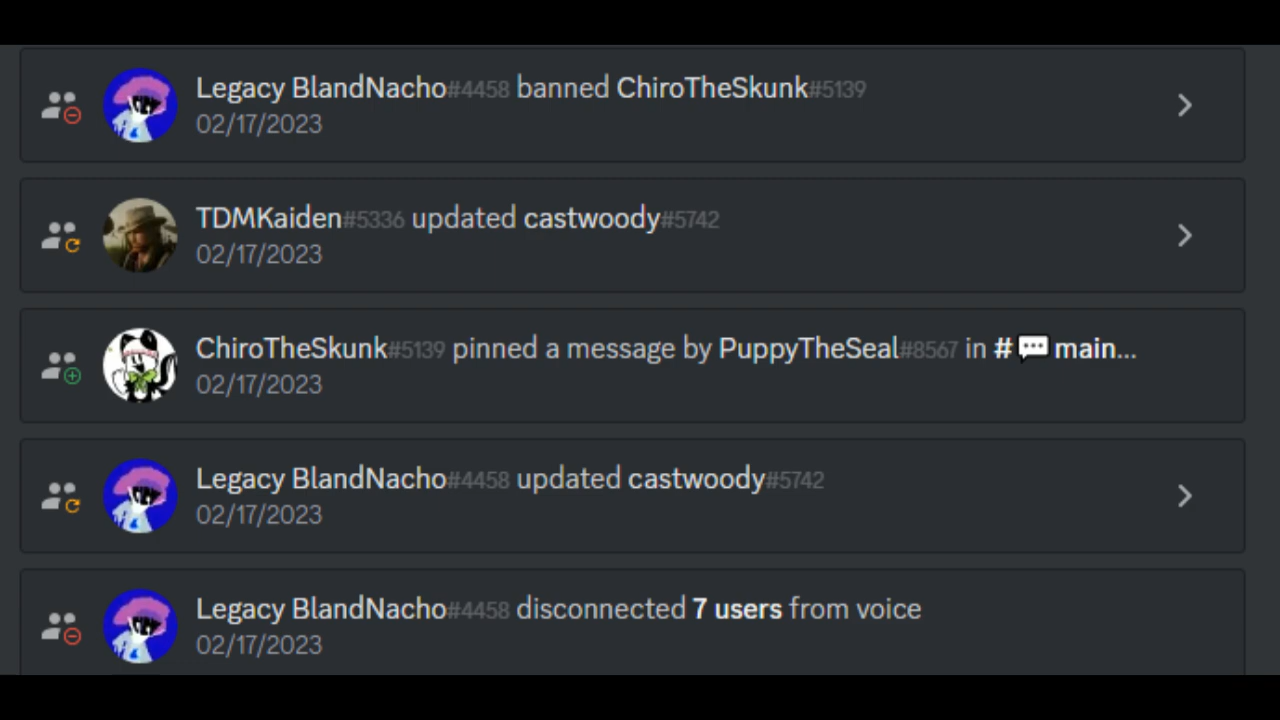 Legacy BlandNacho#4458 banned ChiroTheSkunk#5139
02/17/2023
TDMKaiden#5336 updated castwoody#5742
02/17/2023
ChiroTheSkunk#5139 pinned a message by PuppyTheSeal#8567 in #💬main...
02/17/2023
Legacy BlandNacho#4458 updated castwoody#5742
02/17/2023
Legacy BlandNacho#4458 disconnected 7 users from voice
02/17/2023